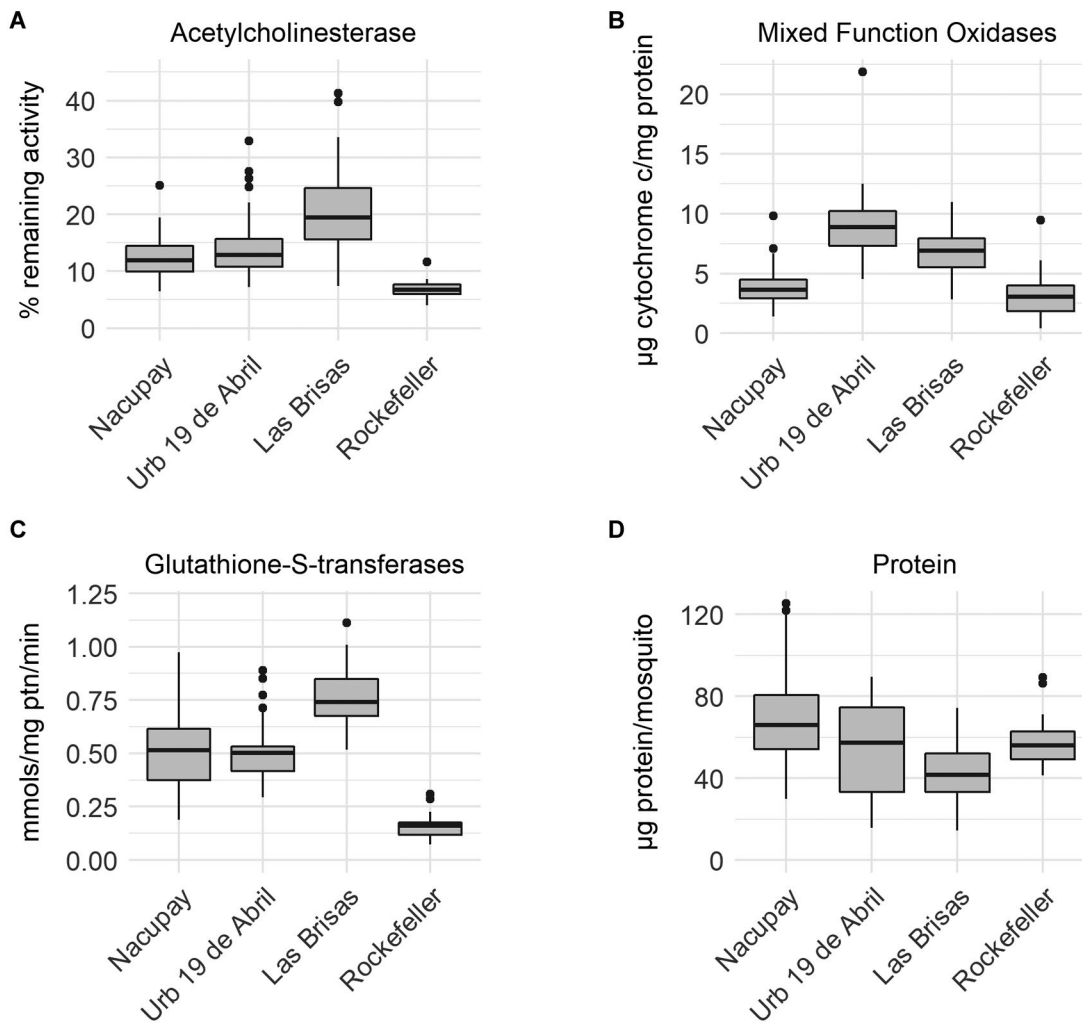 A
Acetylcholinesterase
% remaining activity
40
30
20
10
0
Nacupay
Urb 19 de Abril
Las Brisas
Rockefeller
B
Mixed Function Oxidases
µg cytochrome c/mg protein
20
15
10
5
0
Nacupay
Urb 19 de Abril
Las Brisas
Rockefeller
C
Glutathione-S-transferases
mmols/mg ptn/min
1.25
1.00
0.75
0.50
0.25
0.00
Nacupay
Urb 19 de Abril
Las Brisas
Rockefeller
D
Protein
µg protein/mosquito
120
80
40
0
Nacupay
Urb 19 de Abril
Las Brisas
Rockefeller